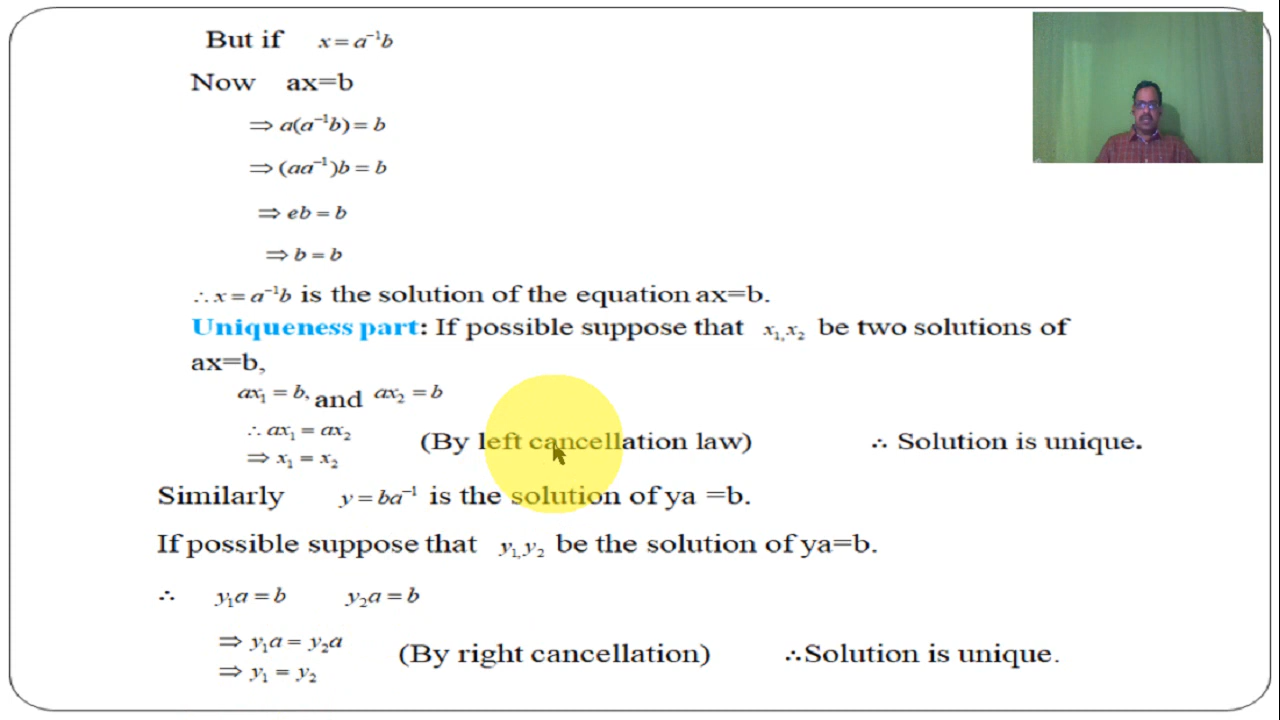 But if x = a⁻¹b
Now ax=b
⇒ a(a⁻¹b) = b
⇒ (aa⁻¹)b = b
⇒ eb = b
⇒ b = b
∴ x = a⁻¹b is the solution of the equation ax=b.
Uniqueness part: If possible suppose that x₁,x₂ be two solutions of
ax=b,
ax₁ = b, and ax₂ = b
∴ ax₁ = ax₂
⇒ x₁ = x₂ (By left cancellation law) ∴ Solution is unique.
Similarly y = ba⁻¹ is the solution of ya =b.
If possible suppose that y₁,y₂ be the solution of ya=b.
∴ y₁a = b y₂a = b
⇒ y₁a = y₂a
⇒ y₁ = y₂ (By right cancellation) ∴Solution is unique.